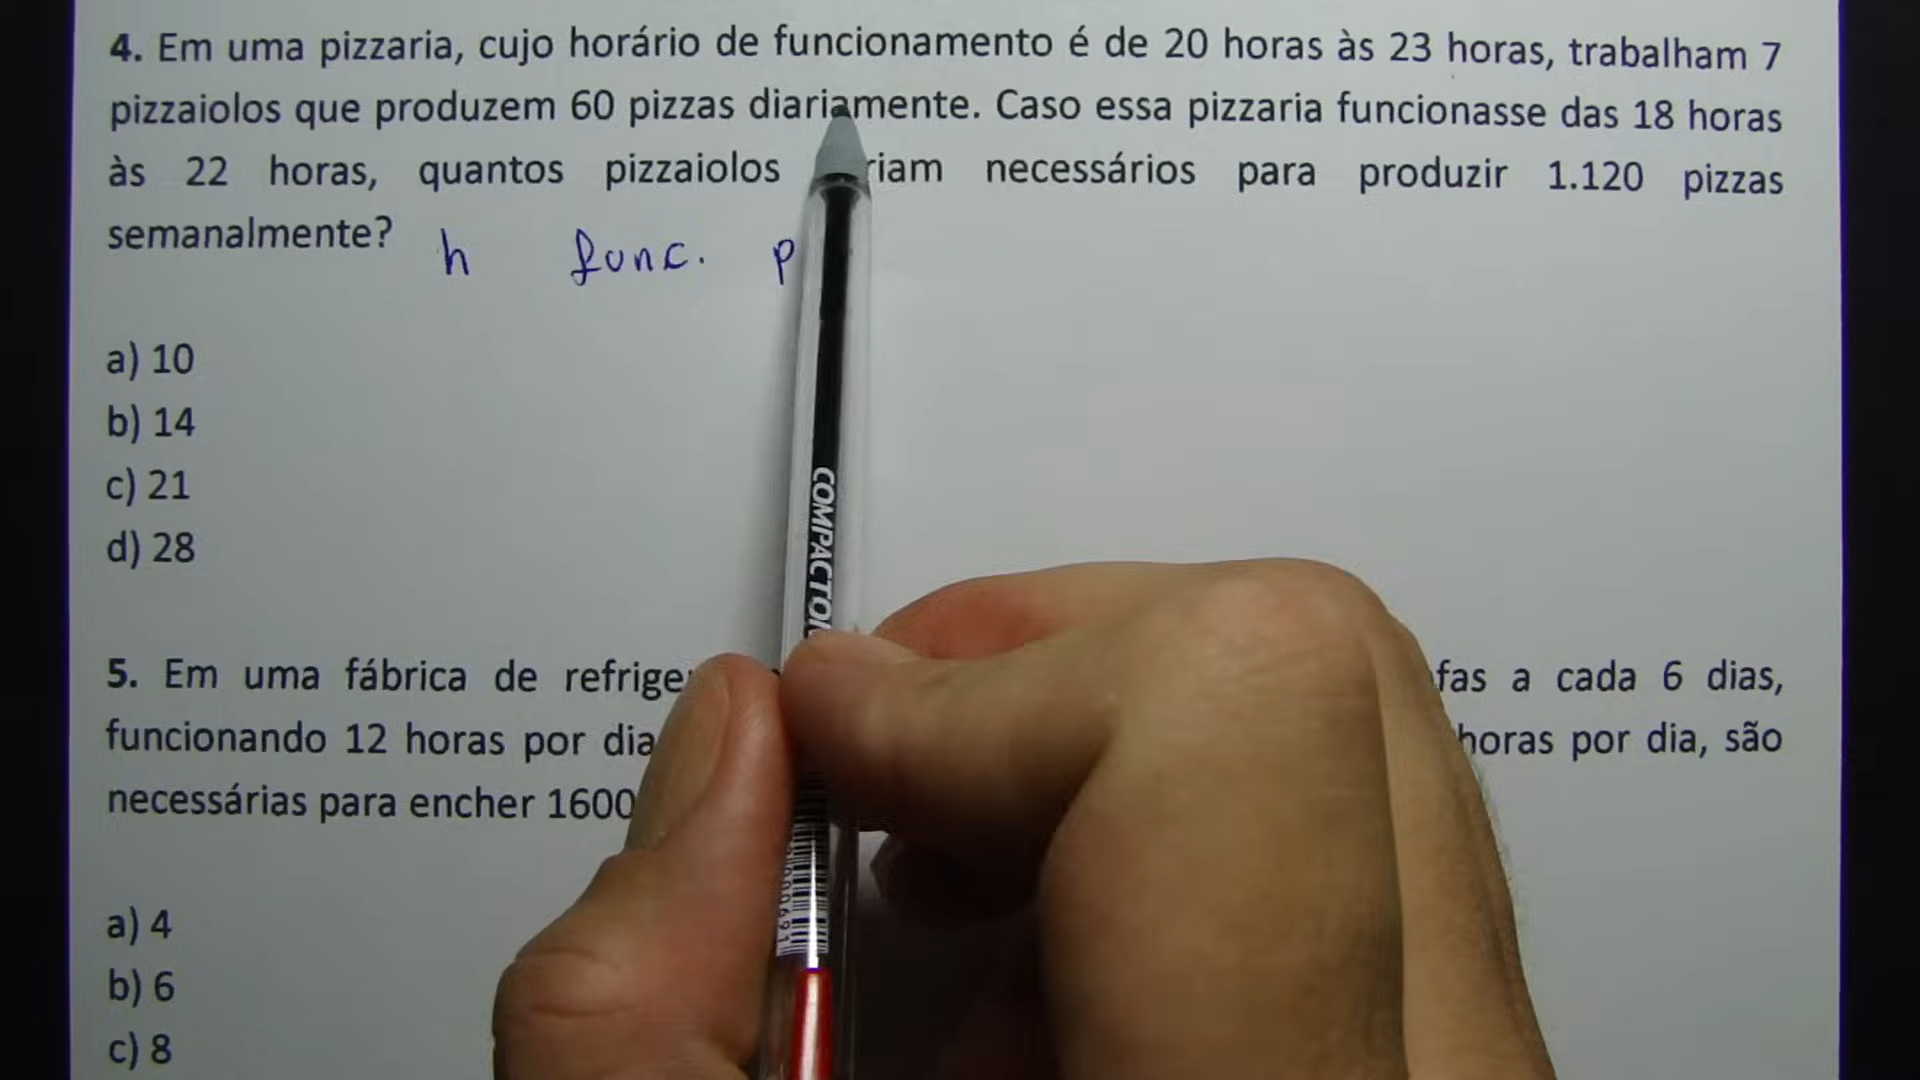 4. Em uma pizzaria, cujo horário de funcionamento é de 20 horas às 23 horas, trabalham 7
pizzaiolos que produzem 60 pizzas diariamente. Caso essa pizzaria funcionasse das 18 horas
às 22 horas, quantos pizzaiolos riam necessários para produzir 1.120 pizzas
semanalmente?
h func. p
a) 10
b) 14
c) 21
d) 28
COMPACTOR
5. Em uma fábrica de refrige fas a cada 6 dias,
funcionando 12 horas por dia horas por dia, são
necessárias para encher 1600
a) 4
b) 6
c) 8